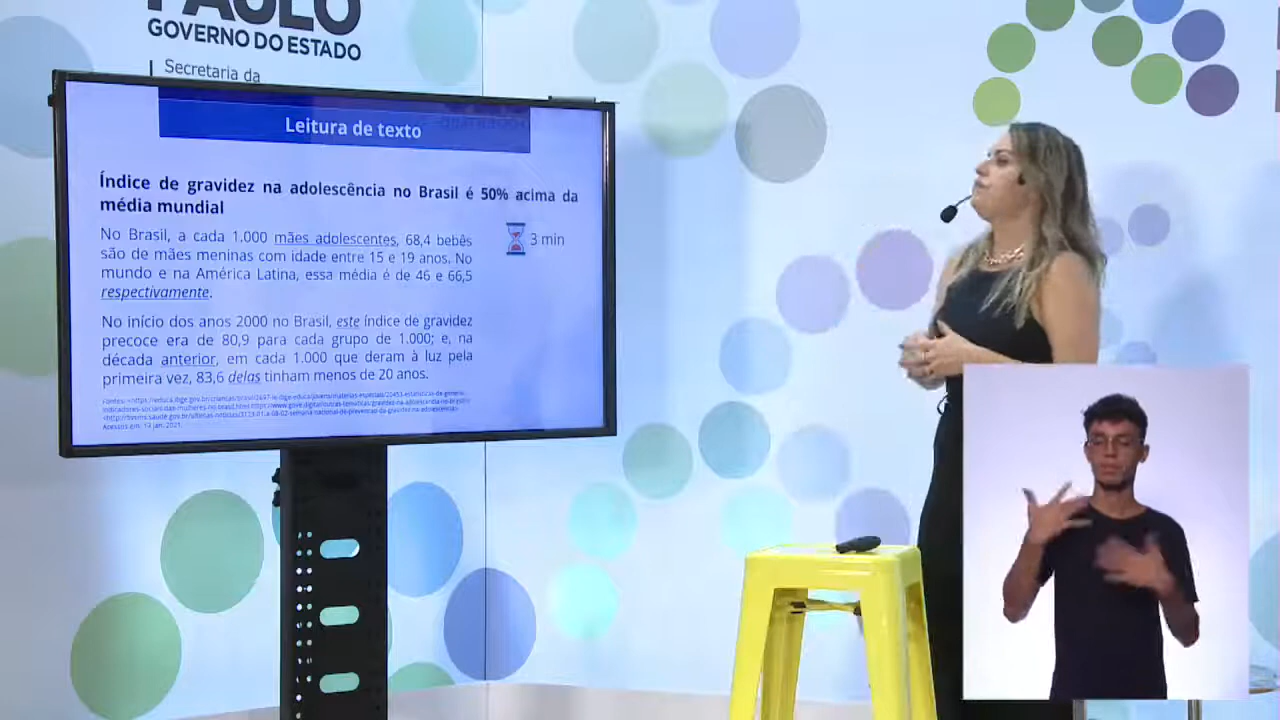 PAULO
GOVERNO DO ESTADO
Secretaria da
Leitura de texto
Índice de gravidez na adolescência no Brasil é 50% acima da
média mundial
No Brasil, a cada 1.000 mães adolescentes, 68,4 bebês
são de mães meninas com idade entre 15 e 19 anos. No
mundo e na América Latina, essa média é de 46 e 66,5
respectivamente.
3 min
No início dos anos 2000 no Brasil, este índice de gravidez
precoce era de 80,9 para cada grupo de 1.000; e, na
década anterior, em cada 1.000 que deram à luz pela
primeira vez, 83,6 delas tinham menos de 20 anos.
Acessos em: 13 jan. 2021.